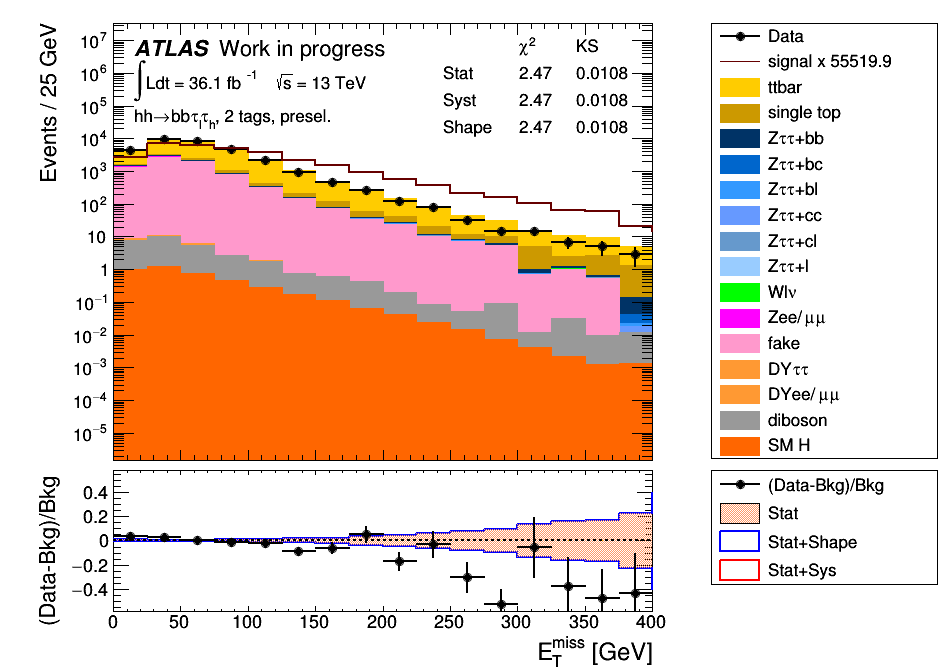 Events / 25 GeV
10⁷
10⁶
10⁵
10⁴
10³
10²
10
1
10⁻¹
10⁻²
10⁻³
10⁻⁴
10⁻⁵
ATLAS Work in progress
∫Ldt = 36.1 fb⁻¹ √s = 13 TeV
hh→bbτₗτₕ, 2 tags, presel.
χ² KS
Stat 2.47 0.0108
Syst 2.47 0.0108
Shape 2.47 0.0108
Data
signal x 55519.9
ttbar
single top
Zττ+bb
Zττ+bc
Zττ+bl
Zττ+cc
Zττ+cl
Zττ+l
Wlν
Zee/μμ
fake
DYττ
DYee/μμ
diboson
SM H
(Data-Bkg)/Bkg
0.4
0.2
0
−0.2
−0.4
0 50 100 150 200 250 300 350 400
E_T^miss [GeV]
(Data-Bkg)/Bkg
Stat
Stat+Shape
Stat+Sys